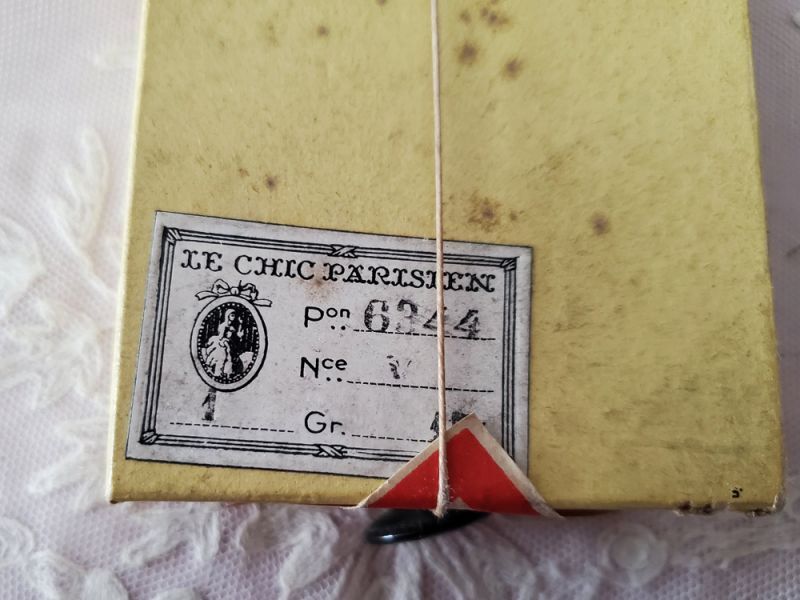 LE CHIC PARISIEN
Pon 6344
Nce
Gr.